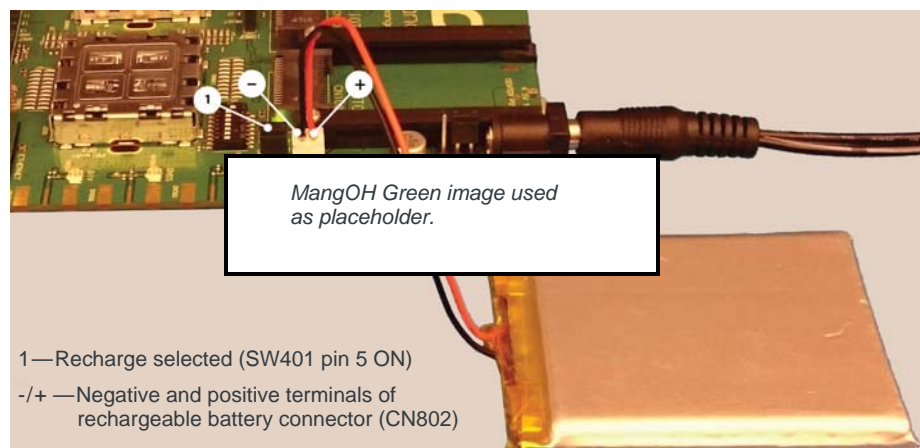 1
-
+
MangOH Green image used
as placeholder.
1—Recharge selected (SW401 pin 5 ON)
-/+ —Negative and positive terminals of
rechargeable battery connector (CN802)